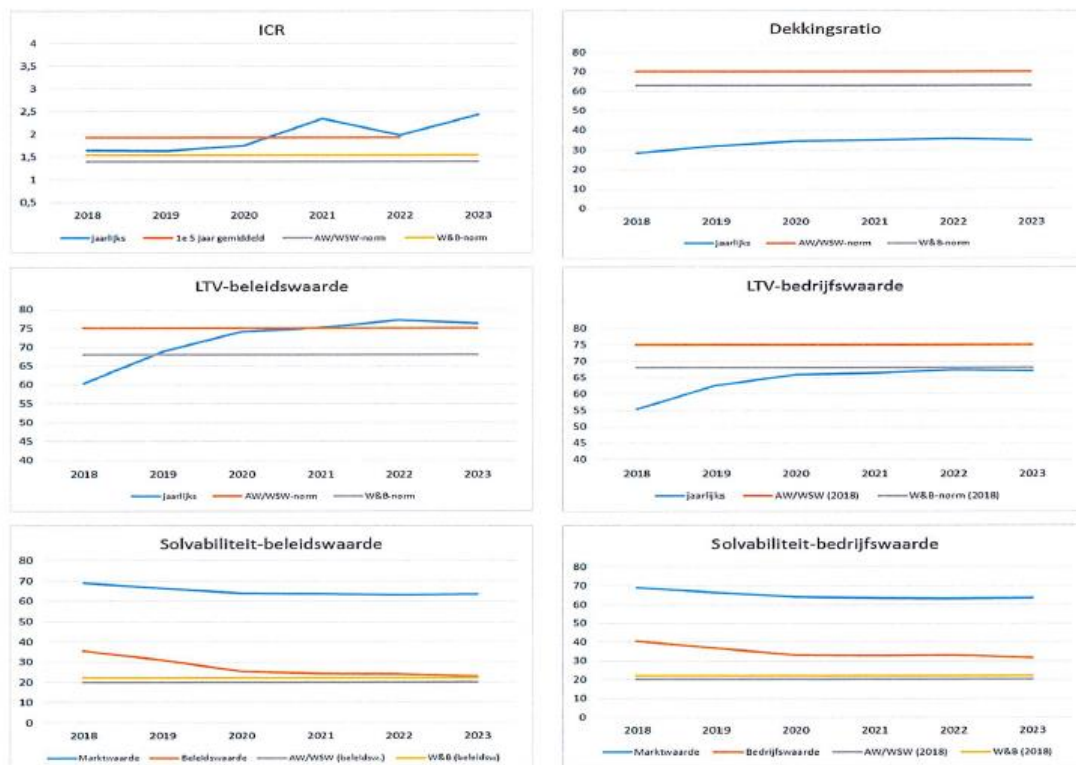 ICR
4
3,5
3
2,5
2
1,5
1
0,5
2018 2019 2020 2021 2022 2023
Jaarlijks 1e 5 jaar gemiddeld AW/WSW-norm W&B-norm
Dekkingsratio
80
70
60
50
40
30
20
10
0
2018 2019 2020 2021 2022 2023
Jaarlijks AW/WSW-norm W&B-norm
LTV-beleidswaarde
80
75
70
65
60
55
50
45
40
2018 2019 2020 2021 2022 2023
Jaarlijks AW/WSW-norm W&B-norm
LTV-bedrijfswaarde
80
75
70
65
60
55
50
45
40
2018 2019 2020 2021 2022 2023
Jaarlijks AW/WSW (2018) W&B-norm (2018)
Solvabiliteit-beleidswaarde
80
70
60
50
40
30
20
10
0
2018 2019 2020 2021 2022 2023
Marktwaarde Beleidswaarde AW/WSW (beleidsw.) W&B (beleidsw)
Solvabiliteit-bedrijfswaarde
80
70
60
50
40
30
20
10
0
2018 2019 2020 2021 2022 2023
Marktwaarde Bedrijfswaarde AW/WSW (2018) W&B (2018)